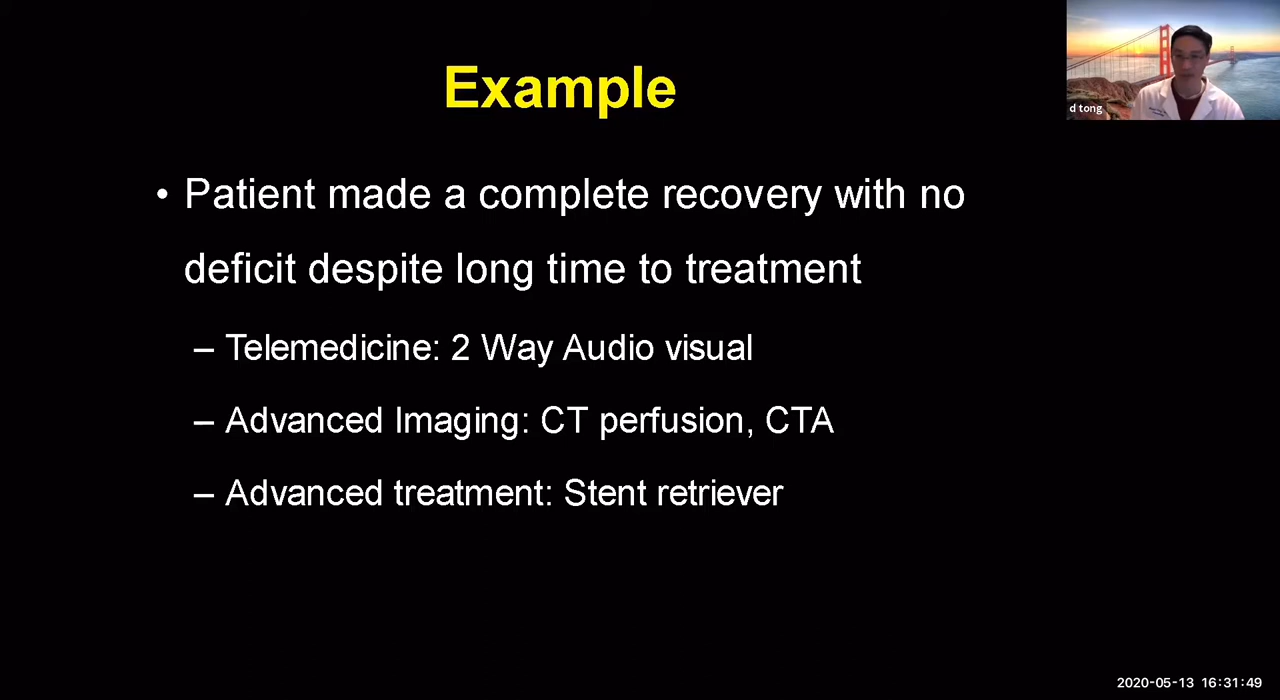 Example
d tong
• Patient made a complete recovery with no
deficit despite long time to treatment
– Telemedicine: 2 Way Audio visual
– Advanced Imaging: CT perfusion, CTA
– Advanced treatment: Stent retriever
2020-05-13 16:31:49